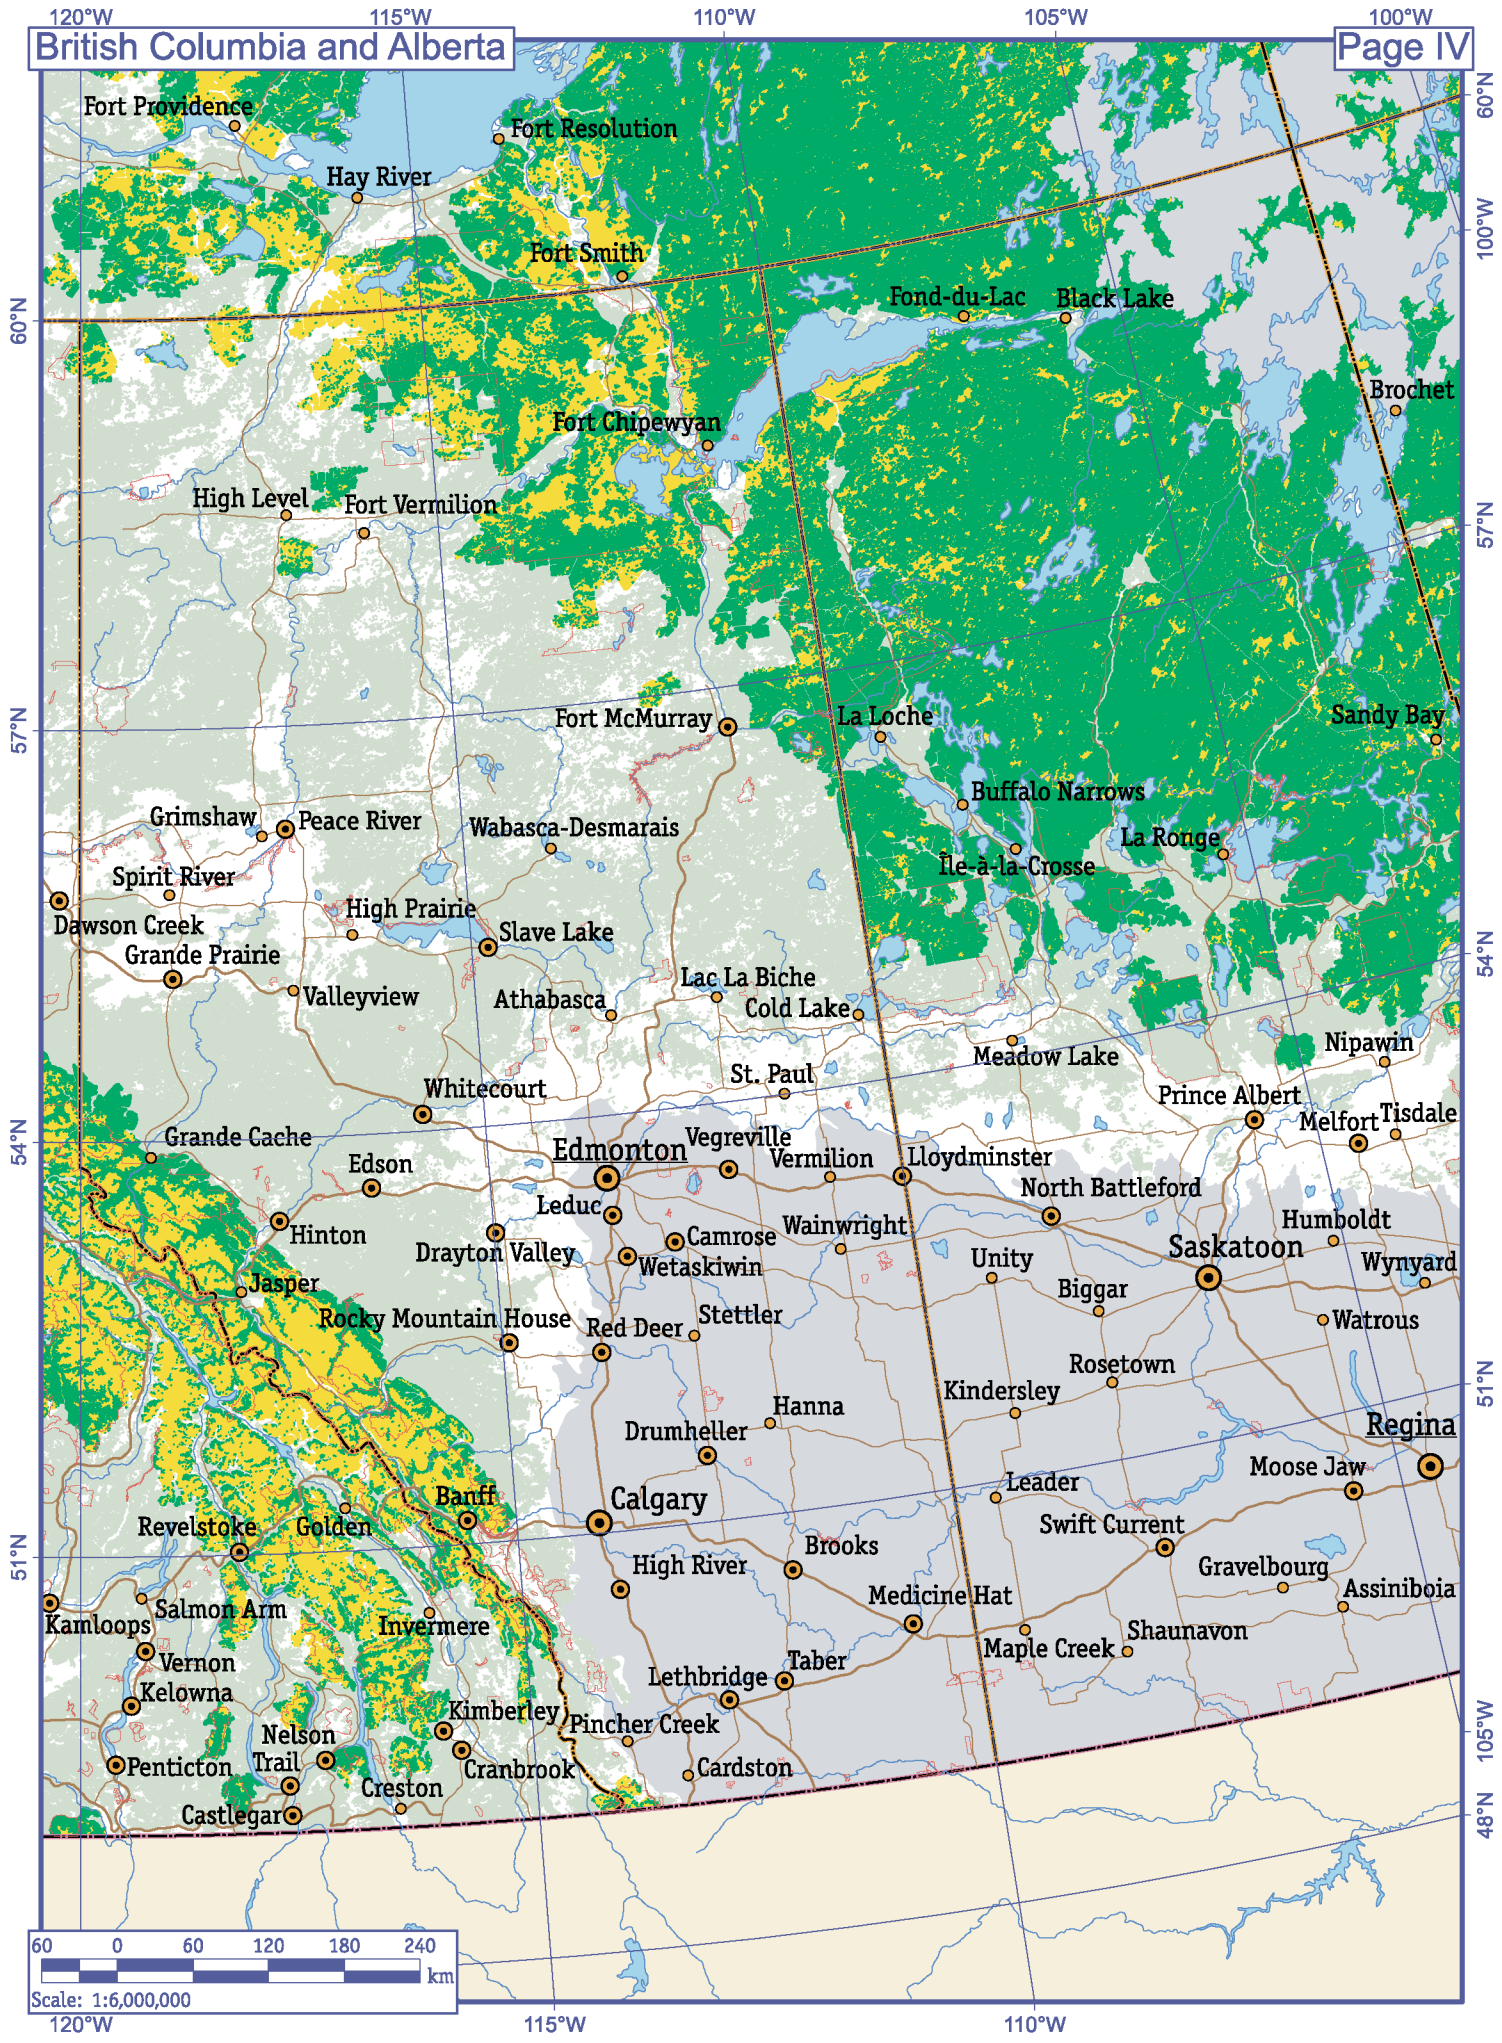 120°W 115°W 110°W 105°W 100°W
British Columbia and Alberta
Page IV
60°N
Fort Providence
Fort Resolution
Hay River
100°W
Fort Smith
60°N
Fond-du-Lac
Black Lake
Brochet
Fort Chipewyan
High Level
Fort Vermilion
57°N
57°N
Fort McMurray
La Loche
Sandy Bay
Buffalo Narrows
Grimshaw
Peace River
Wabasca-Desmarais
La Ronge
Île-à-la-Crosse
Spirit River
High Prairie
Dawson Creek
Slave Lake
54°N
Grande Prairie
Valleyview
Lac La Biche
Athabasca
Cold Lake
Nipawin
Meadow Lake
St. Paul
Whitecourt
Prince Albert
Melfort
Tisdale
54°N
Grande Cache
Edmonton
Vegreville
Vermilion
Lloydminster
Edson
North Battleford
Leduc
Hinton
Drayton Valley
Camrose
Wainwright
Humboldt
Wetaskiwin
Unity
Saskatoon
Wynyard
Jasper
Biggar
Rocky Mountain House
Red Deer
Stettler
Watrous
Rosetown
51°N
Kindersley
Hanna
Drumheller
Regina
Moose Jaw
Leader
Banff
Calgary
Revelstoke
Golden
Swift Current
51°N
Brooks
High River
Gravelbourg
Medicine Hat
Assiniboia
Salmon Arm
Kamloops
Invermere
Shaunavon
Maple Creek
Vernon
Taber
Lethbridge
Kelowna
Kimberley
Pincher Creek
105°W
Nelson
Trail
Penticton
Cranbrook
Cardston
Creston
Castlegar
48°N
60 0 60 120 180 240
km
Scale: 1:6,000,000
120°W 115°W 110°W